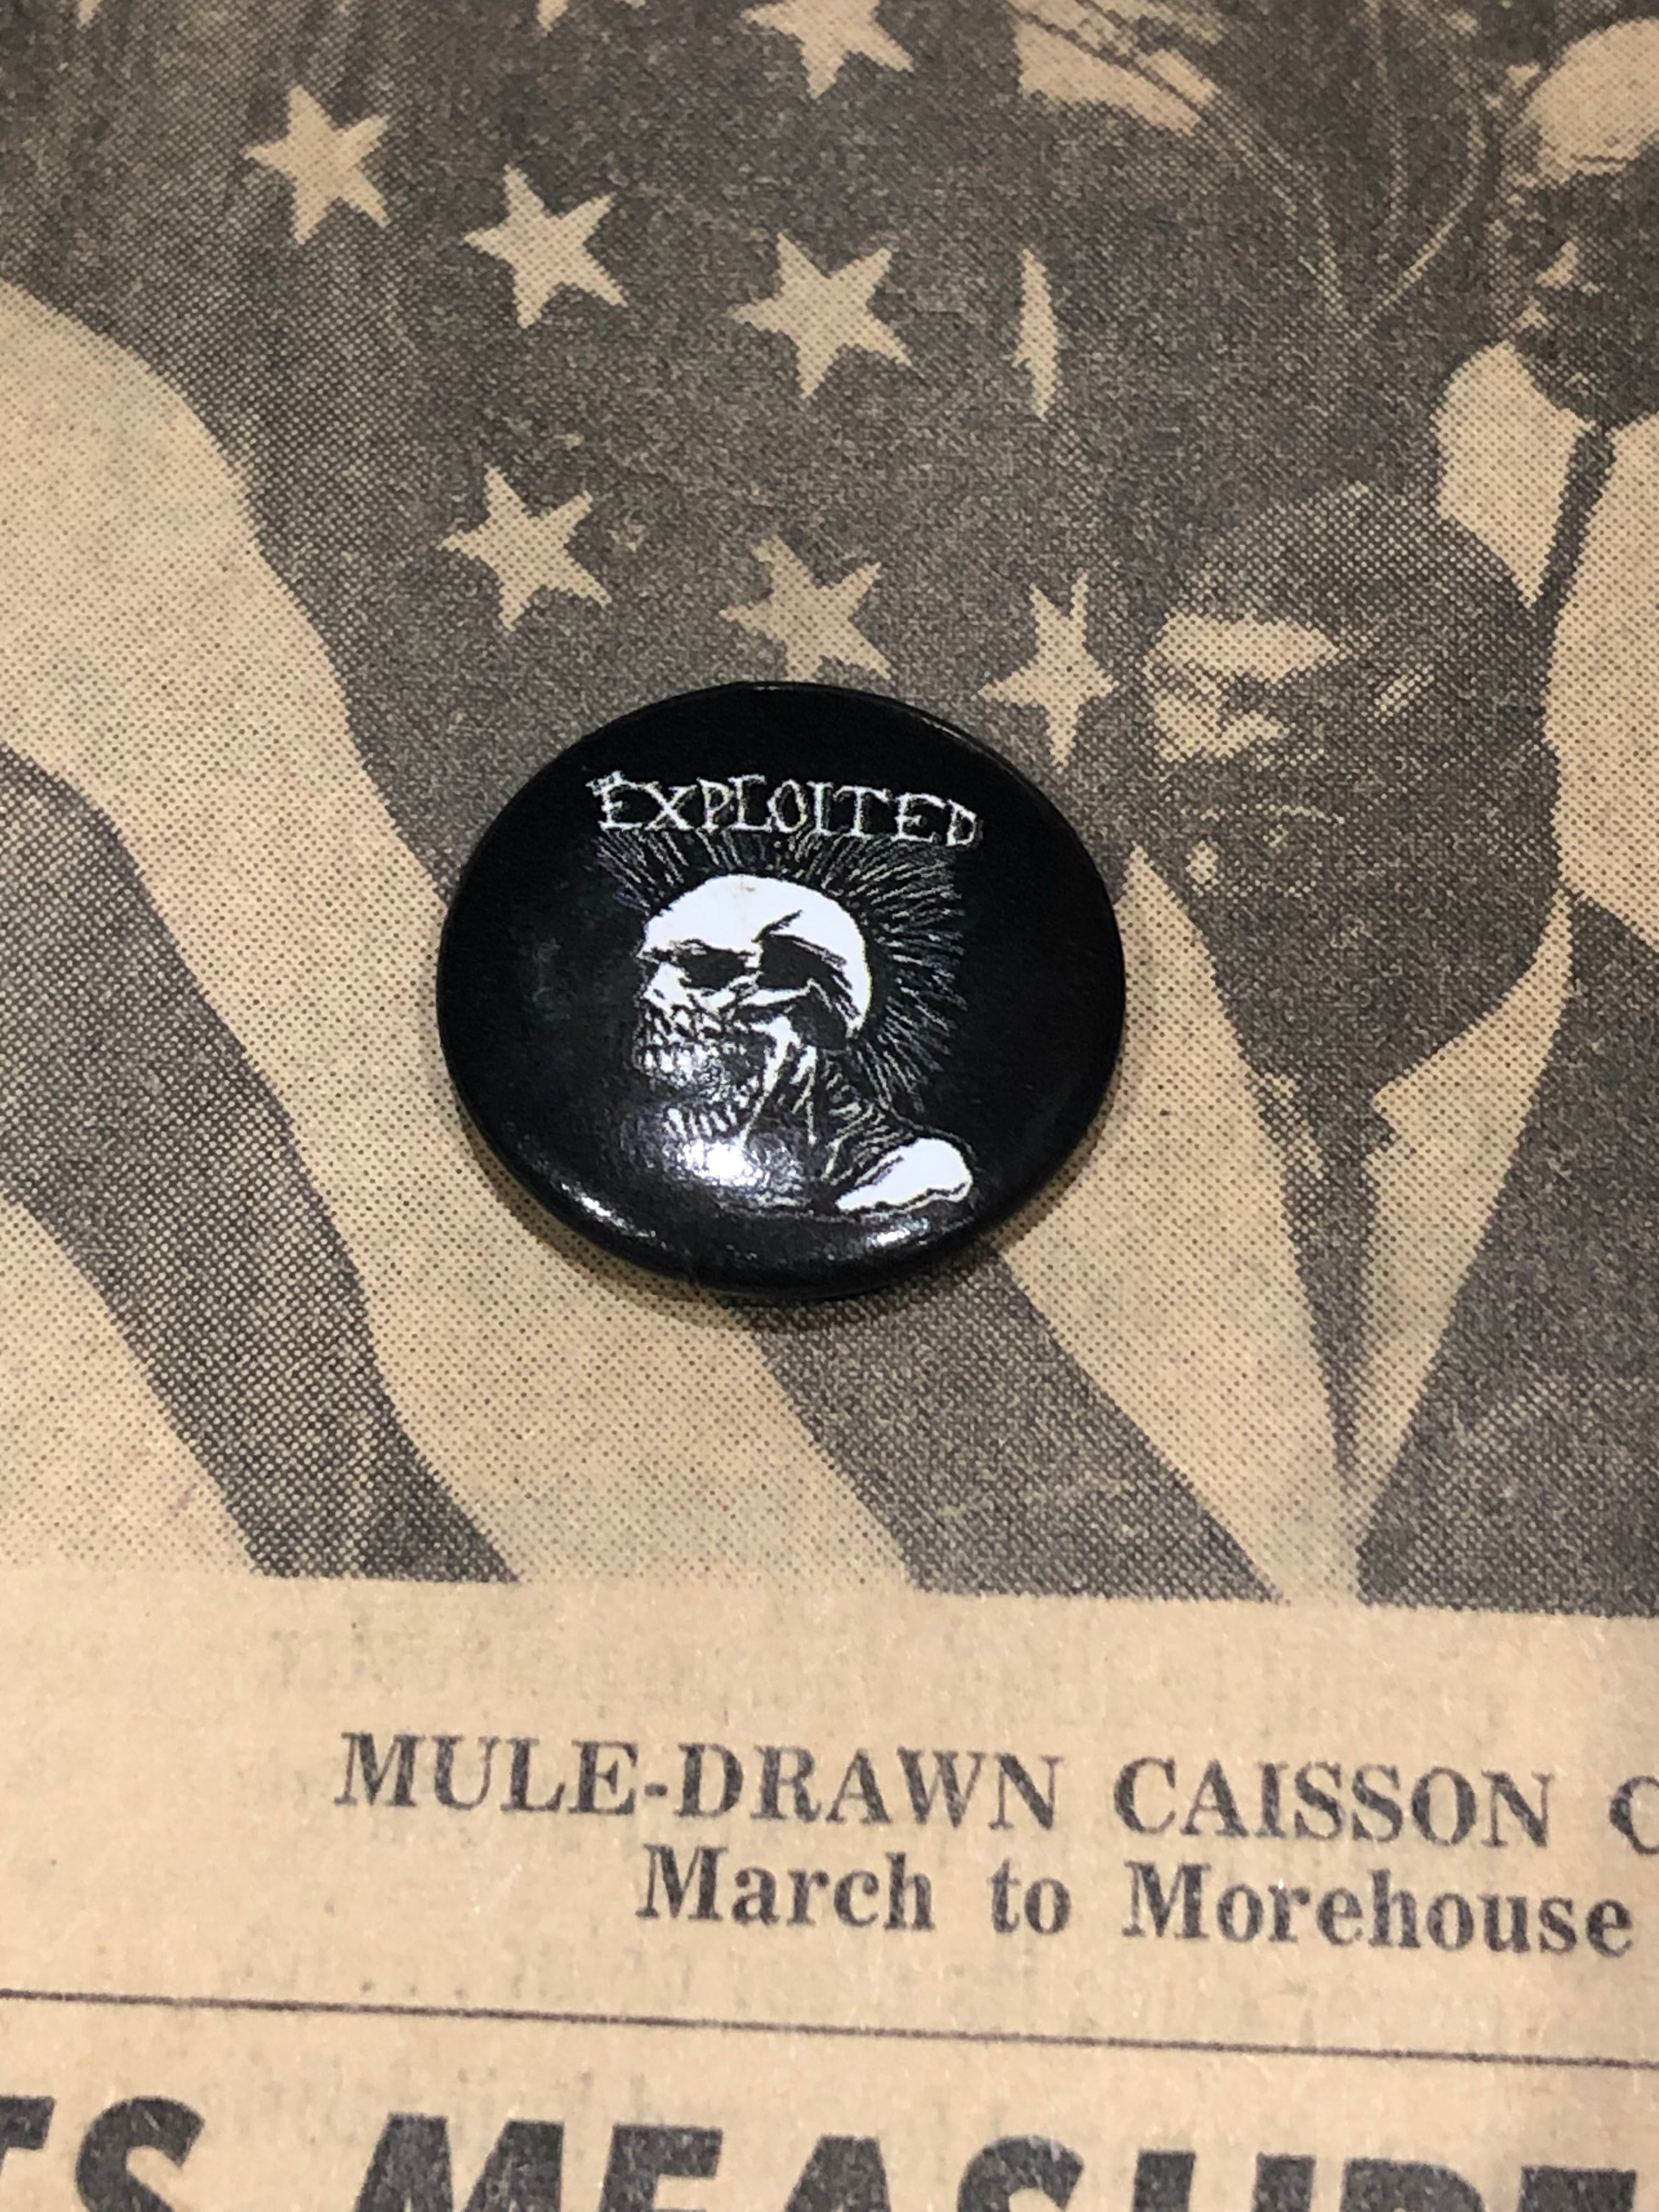 EXPLOITED
MULE-DRAWN CAISSON
March to Morehouse